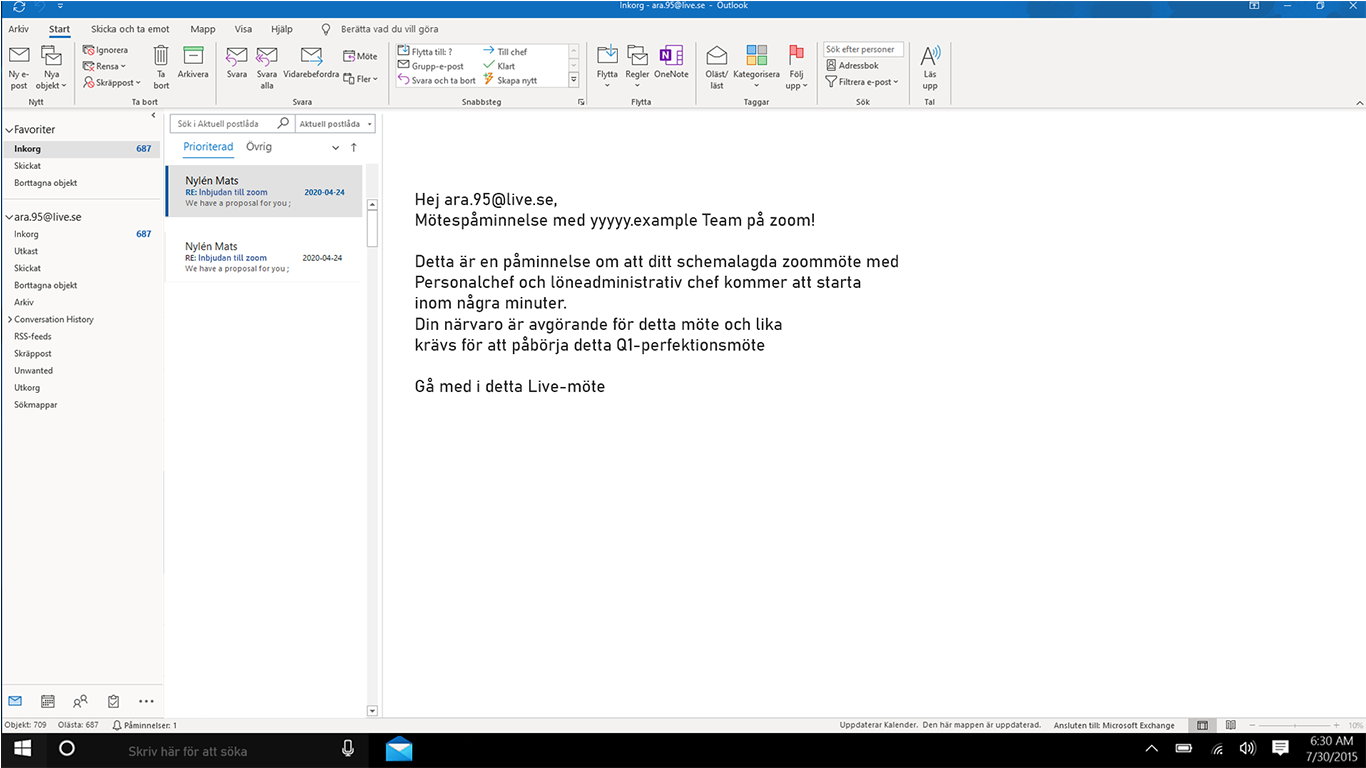 Inkorg - ara.95@live.se - Outlook
Arkiv Start Skicka och ta emot Mapp Visa Hjälp Berätta vad du vill göra
Ny e-post
Nya objekt
Nytt
Ignorera
Rensa
Skräppost
Ta bort
Arkivera
Ta bort
Svara
Svara alla
Vidarebefordra
Möte
Fler
Svara
Flytta till: ?
Grupp-e-post
Svara och ta bort
Till chef
Klart
Skapa nytt
Snabbsteg
Flytta
Regler
OneNote
Flytta
Oläst/läst
Kategorisera
Följ upp
Taggar
Sök efter personer
Adressbok
Filtrera e-post
Sök
Läs upp
Tal
Favoriter
Inkorg 687
Skickat
Borttagna objekt
ara.95@live.se
Inkorg 687
Utkast
Skickat
Borttagna objekt
Arkiv
Conversation History
RSS-feeds
Skräppost
Unwanted
Utkorg
Sökmappar
Sök i Aktuell postlåda Aktuell postlåda
Prioriterad Övrig
Nylén Mats
RE: Inbjudan till zoom 2020-04-24
We have a proposal for you ;
Nylén Mats
RE: Inbjudan till zoom 2020-04-24
We have a proposal for you ;
Hej ara.95@live.se,
Mötespåminnelse med yyyyy.example Team på zoom!
Detta är en påminnelse om att ditt schemalagda zoommöte med
Personalchef och löneadministrativ chef kommer att starta
inom några minuter.
Din närvaro är avgörande för detta möte och lika
krävs för att påbörja detta Q1-perfektionsmöte
Gå med i detta Live-möte
Objekt: 709 Olästa: 687 Påminnelser: 1
Uppdaterar Kalender. Den här mappen är uppdaterad. Ansluten till: Microsoft Exchange 10%
Skriv här för att söka
6:30 AM
7/30/2015